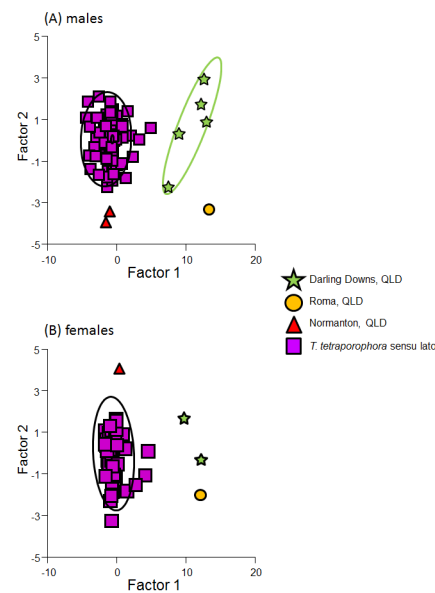 (A) males
5
3
1
-1
-3
-5
Factor 2
-10
0
10
20
Factor 1
Darling Downs, QLD
Roma, QLD
Normanton, QLD
T. tetraporophora sensu lato
(B) females
5
3
1
-1
-3
-5
Factor 2
-10
0
10
20
Factor 1